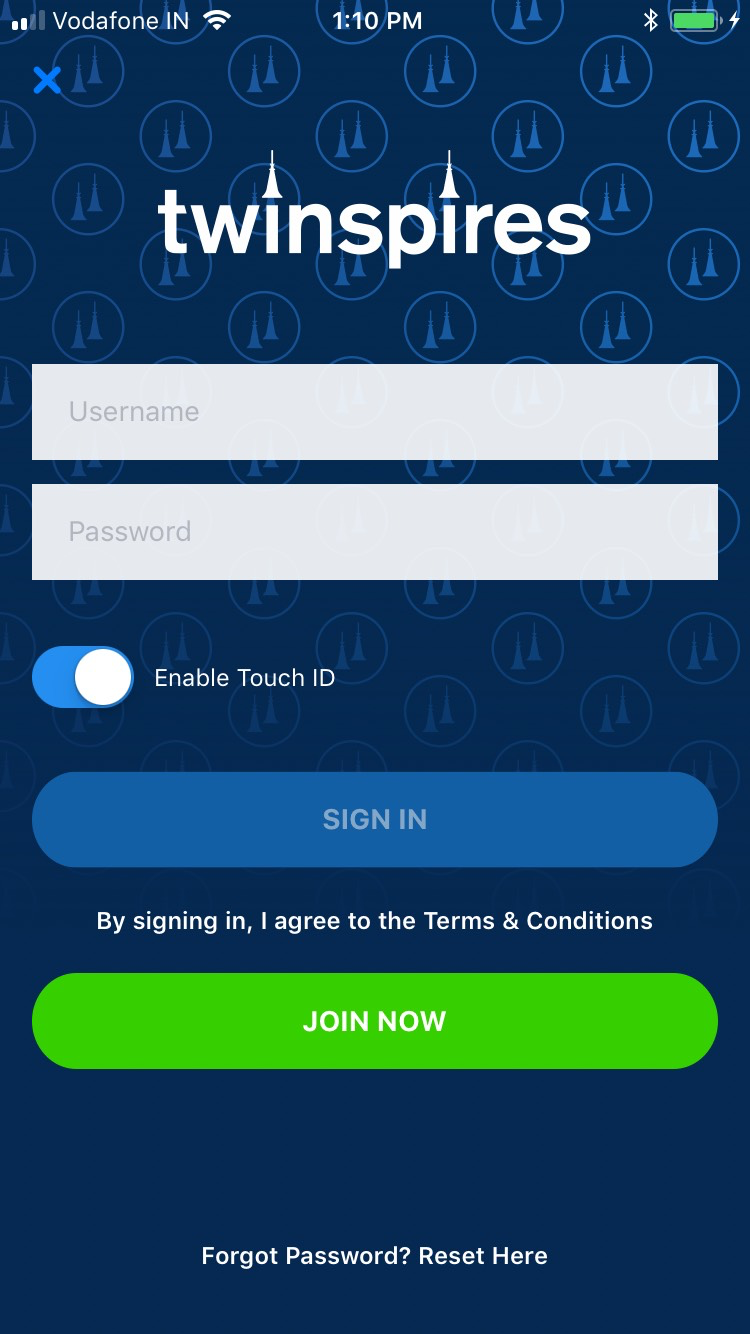 Vodafone IN 1:10 PM
twinspires
Username
Password
Enable Touch ID
SIGN IN
By signing in, I agree to the Terms & Conditions
JOIN NOW
Forgot Password? Reset Here